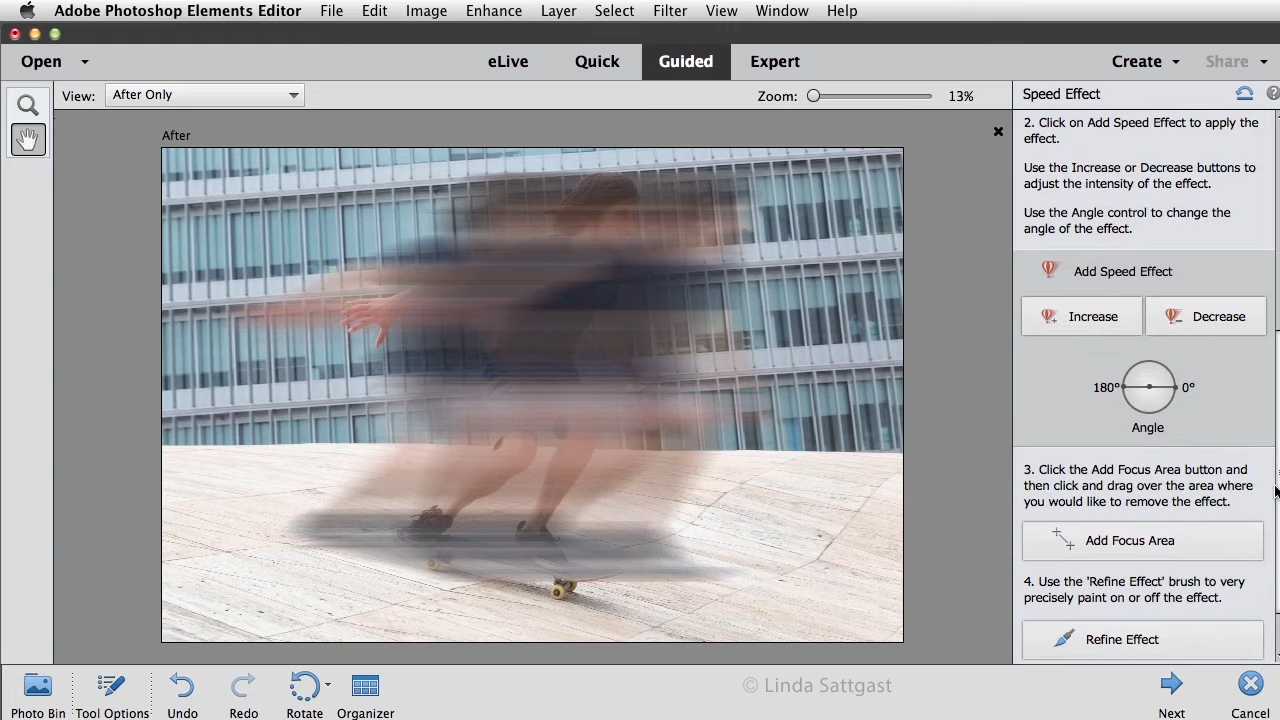 Adobe Photoshop Elements Editor File Edit Image Enhance Layer Select Filter View Window Help
Open eLive Quick Guided Expert Create Share
View: After Only Zoom: 13% Speed Effect ?
After
2. Click on Add Speed Effect to apply the
effect.
Use the Increase or Decrease buttons to
adjust the intensity of the effect.
Use the Angle control to change the
angle of the effect.
Add Speed Effect
Increase Decrease
180° 0°
Angle
3. Click the Add Focus Area button and
then click and drag over the area where
you would like to remove the effect.
Add Focus Area
4. Use the 'Refine Effect' brush to very
precisely paint on or off the effect.
Refine Effect
© Linda Sattgast
Photo Bin Tool Options Undo Redo Rotate Organizer Next Cancel